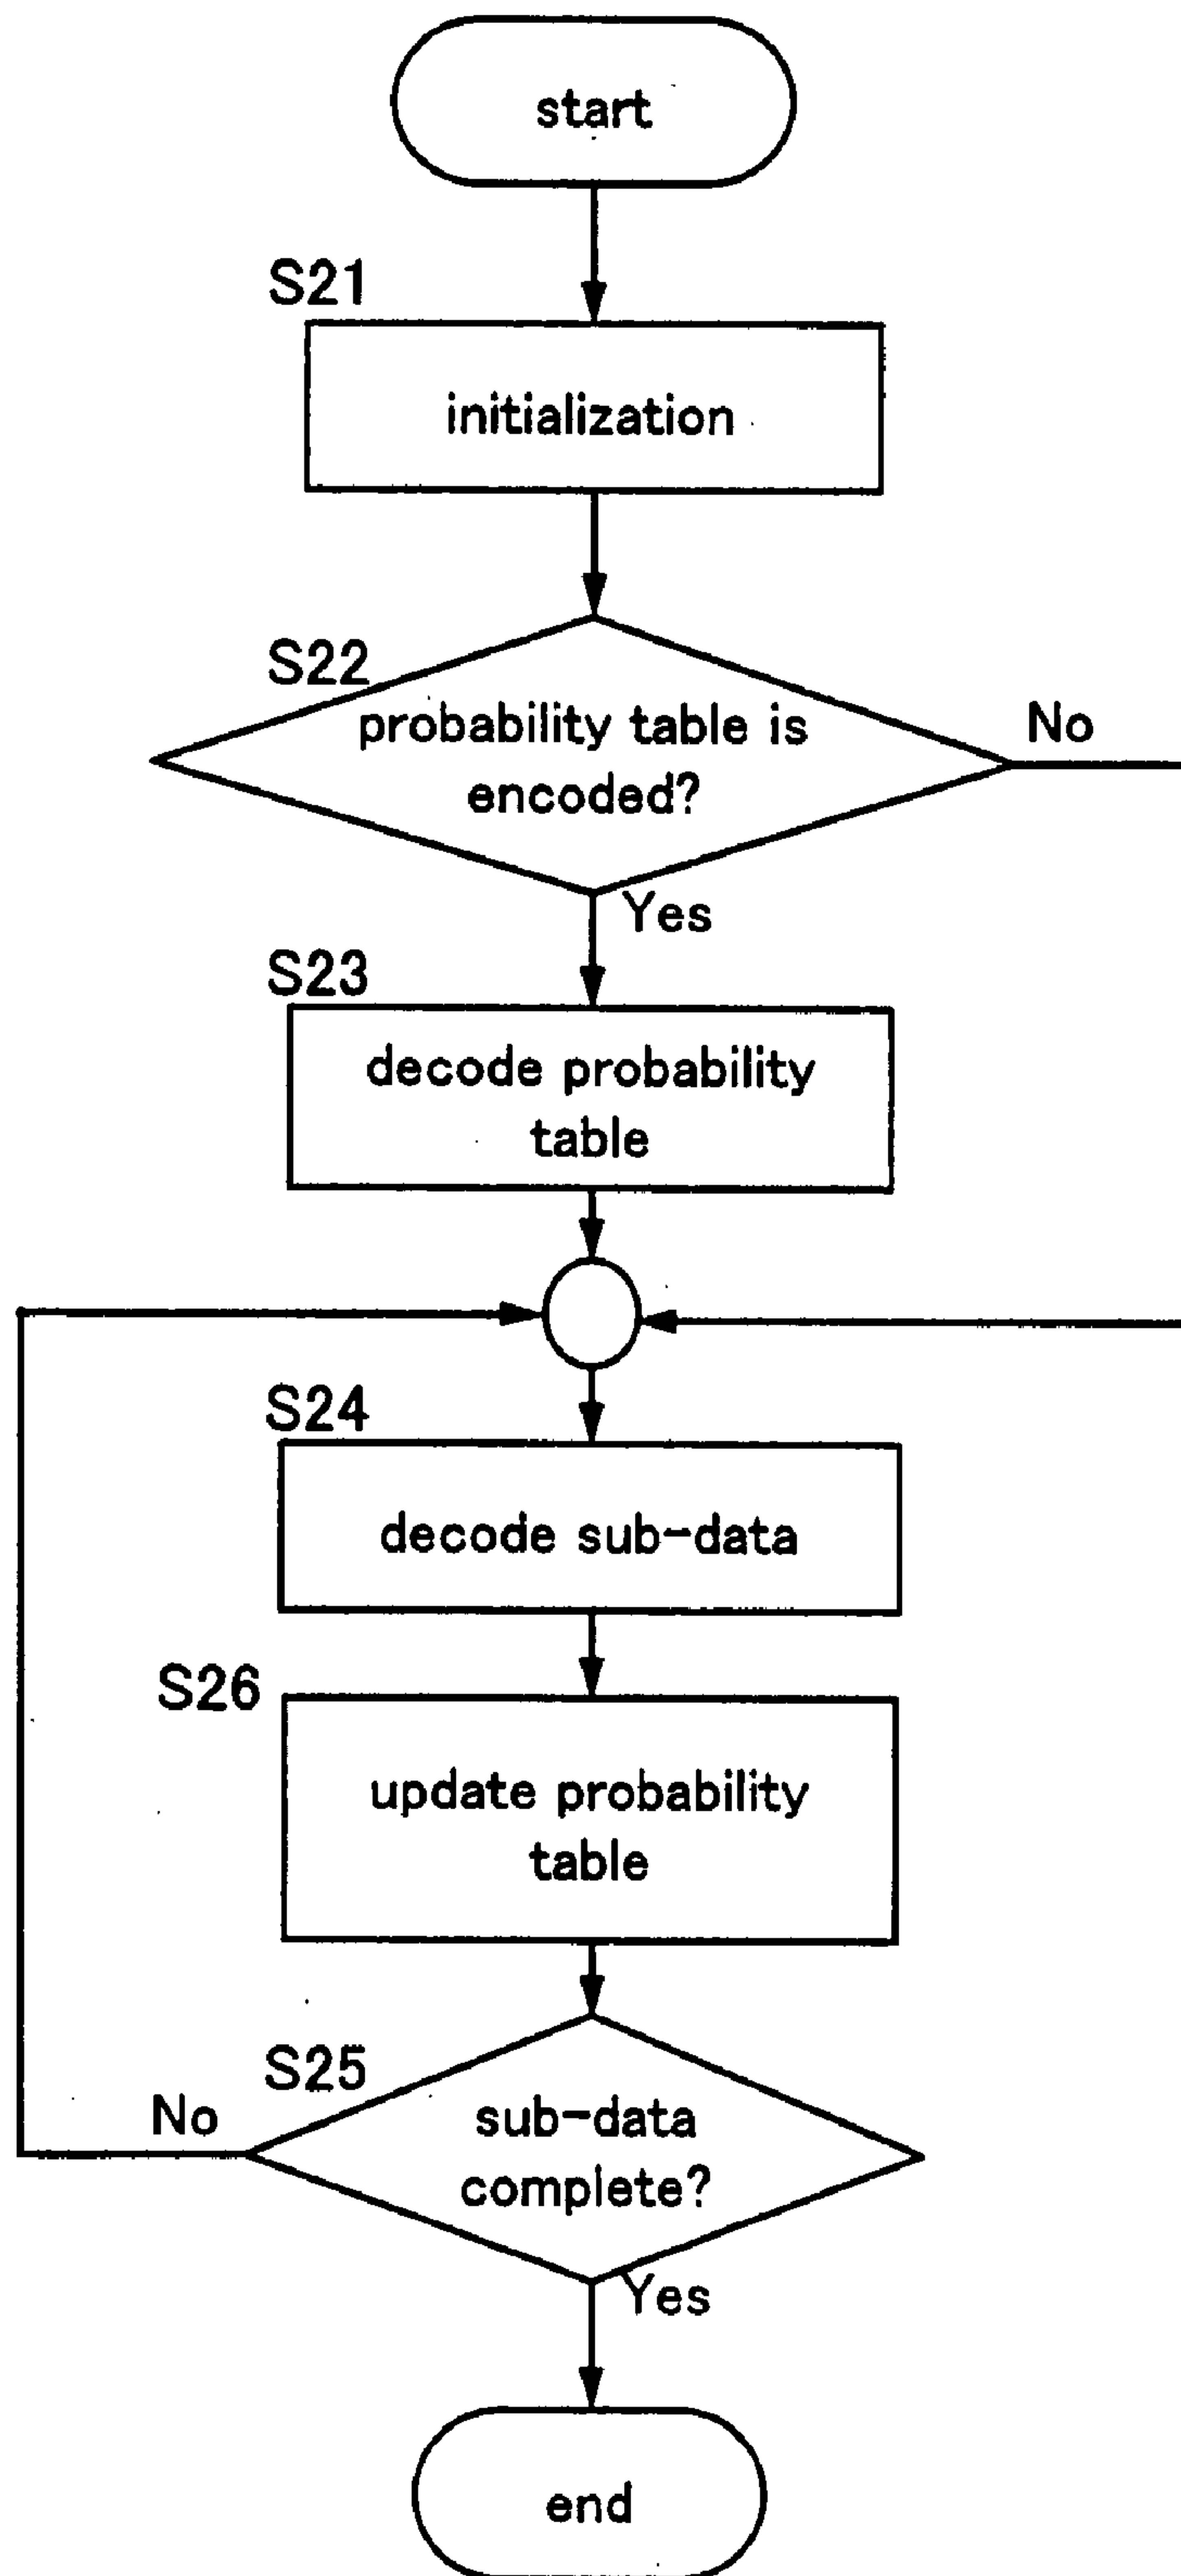 start
S21
initialization
S22
probability table is
encoded?
No
Yes
S23
decode probability
table
S24
decode sub-data
S26
update probability
table
S25
No
sub-data
complete?
Yes
end